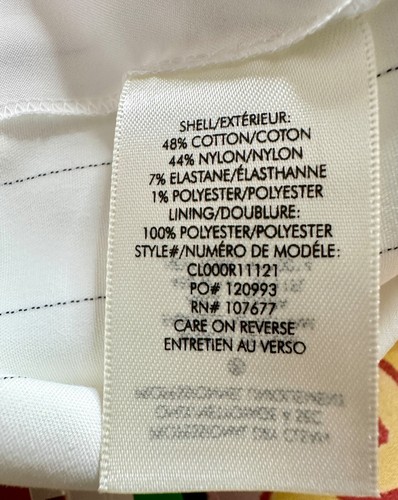 SHELL/EXTÉRIEUR:
48% COTTON/COTON
44% NYLON/NYLON
7% ELASTANE/ÉLASTHANNE
1% POLYESTER/POLYESTER
LINING/DOUBLURE:
100% POLYESTER/POLYESTER
STYLE#/NUMÉRO DE MODÉLE:
CL000R11121
PO# 120993
RN# 107677
CARE ON REVERSE
ENTRETIEN AU VERSO